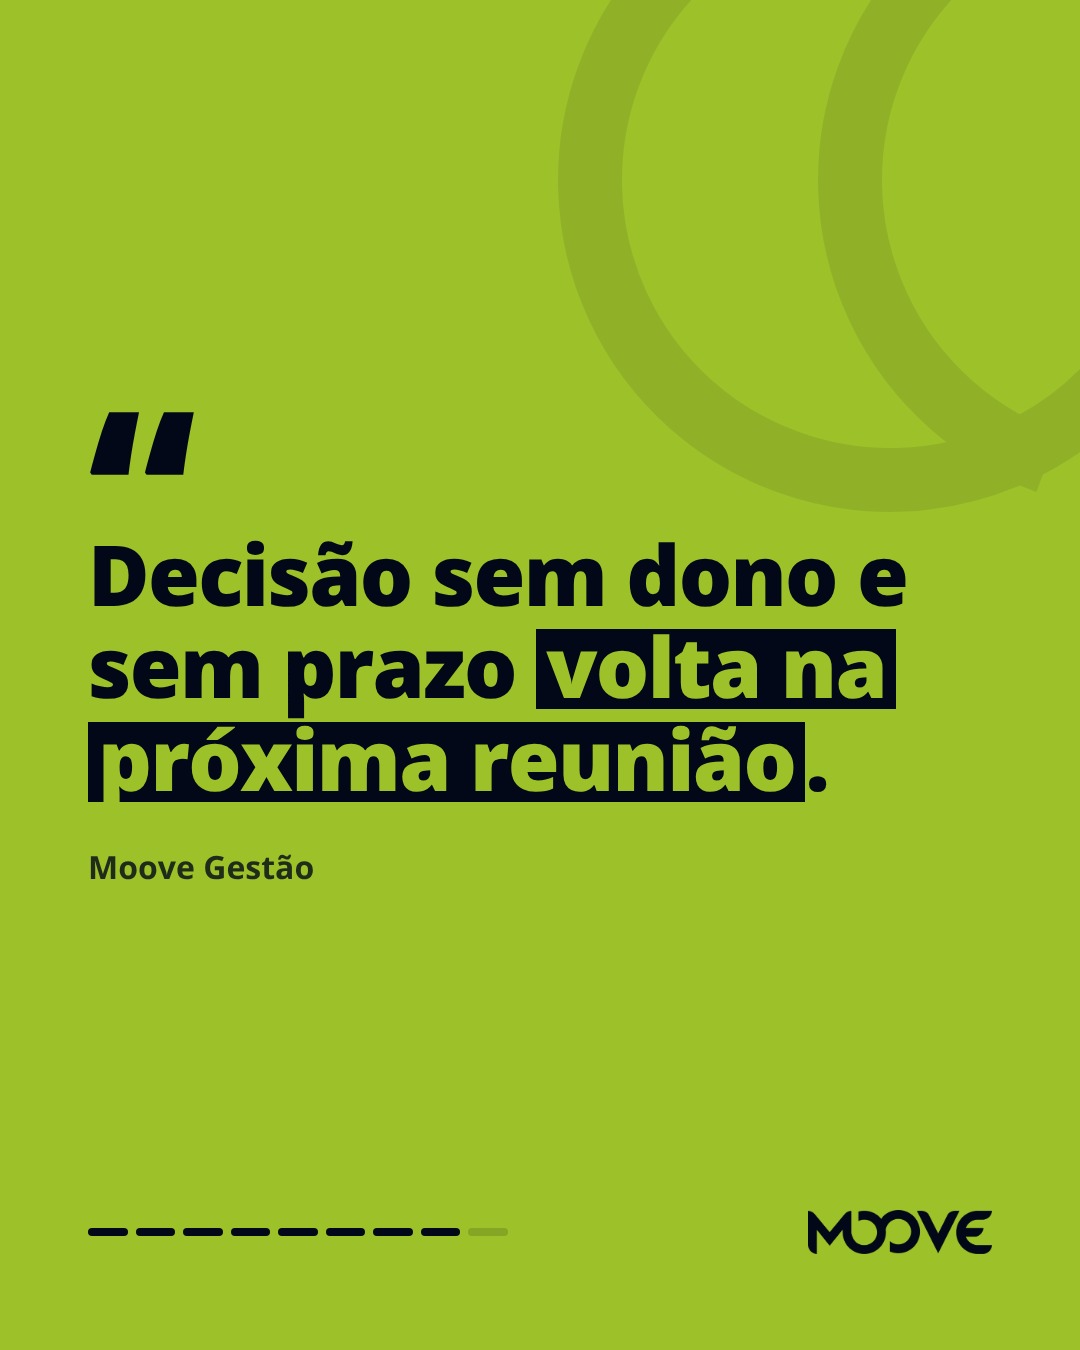 “
Decisão sem dono e
sem prazo volta na
próxima reunião.
Moove Gestão
MOOVE